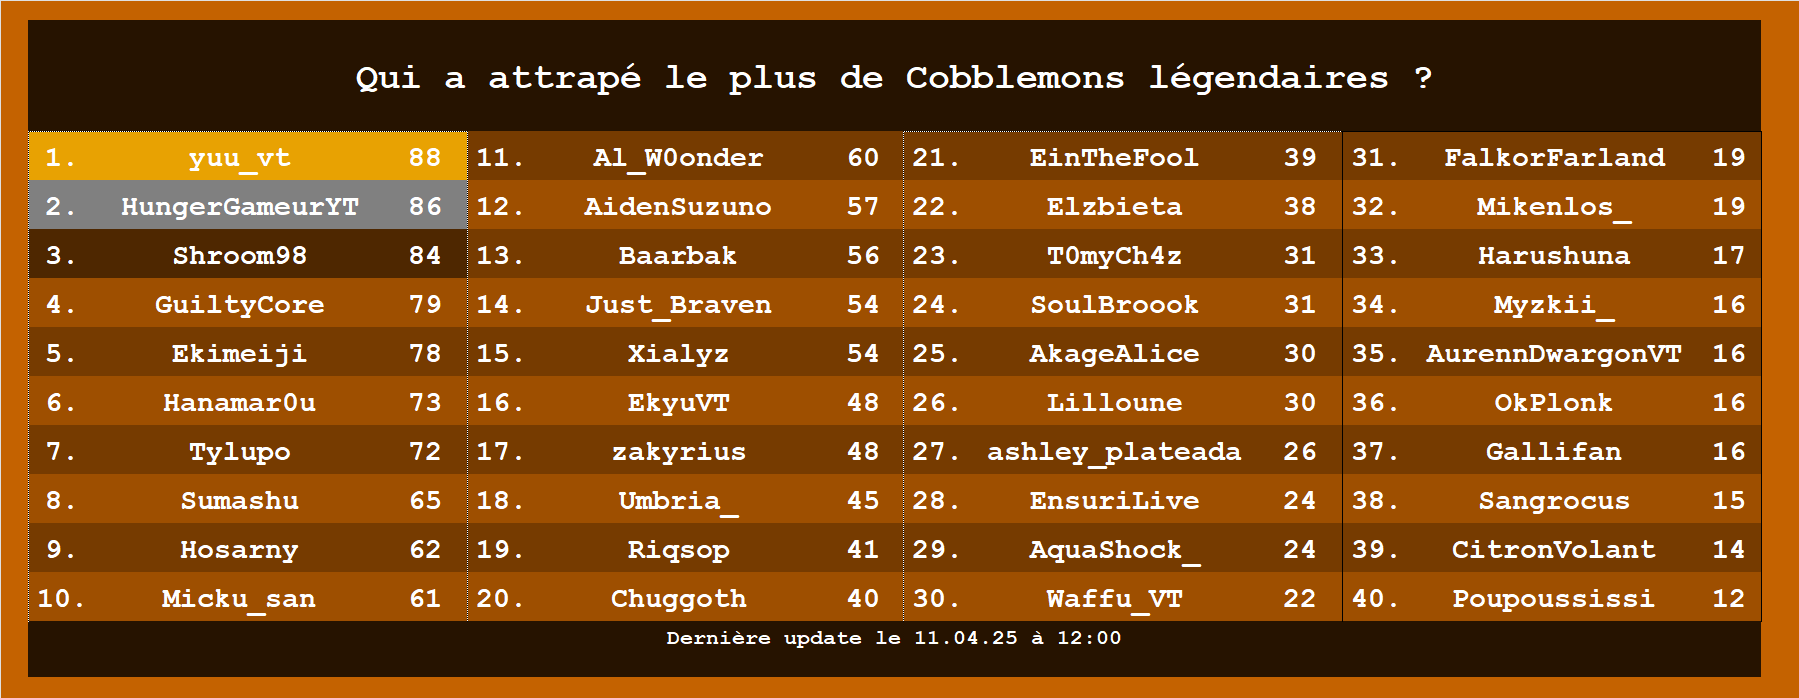 Qui a attrapé le plus de Cobblemons légendaires ?
1. yuu_vt 88
2. HungerGameurYT 86
3. Shroom98 84
4. GuiltyCore 79
5. Ekimeiji 78
6. Hanamar0u 73
7. Tylupo 72
8. Sumashu 65
9. Hosarny 62
10. Micku_san 61
11. Al_W0onder 60
12. AidenSuzuno 57
13. Baarbak 56
14. Just_Braven 54
15. Xialyz 54
16. EkyuVT 48
17. zakyrius 48
18. Umbria_ 45
19. Riqsop 41
20. Chuggoth 40
21. EinTheFool 39
22. Elzbieta 38
23. T0myCh4z 31
24. SoulBroook 31
25. AkageAlice 30
26. Lilloune 30
27. ashley_plateada 26
28. EnsuriLive 24
29. AquaShock_ 24
30. Waffu_VT 22
31. FalkorFarland 19
32. Mikenlos_ 19
33. Harushuna 17
34. Myzkii_ 16
35. AurennDwargonVT 16
36. OkPlonk 16
37. Gallifan 16
38. Sangrocus 15
39. CitronVolant 14
40. Poupoussissi 12
Dernière update le 11.04.25 à 12:00